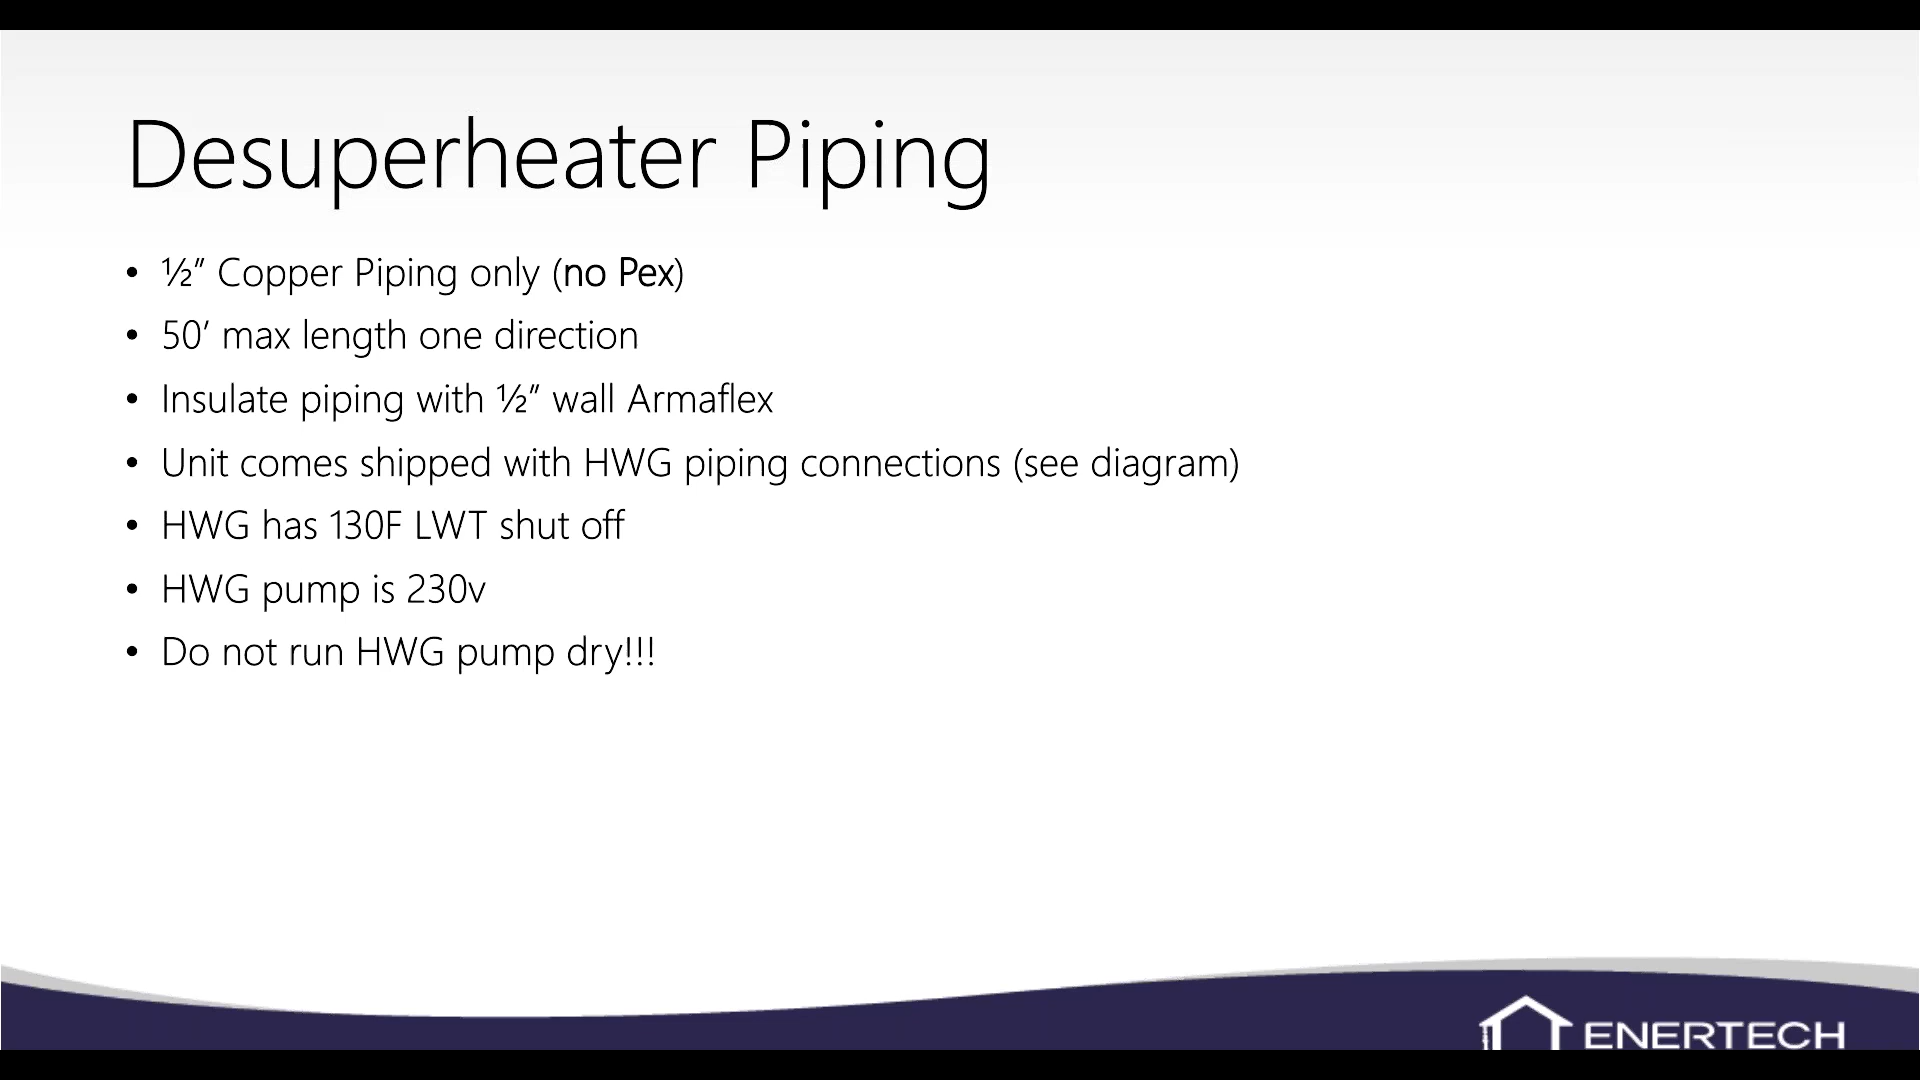 Desuperheater Piping
• ½” Copper Piping only (no Pex)
• 50’ max length one direction
• Insulate piping with ½” wall Armaflex
• Unit comes shipped with HWG piping connections (see diagram)
• HWG has 130F LWT shut off
• HWG pump is 230v
• Do not run HWG pump dry!!!
ENERTECH